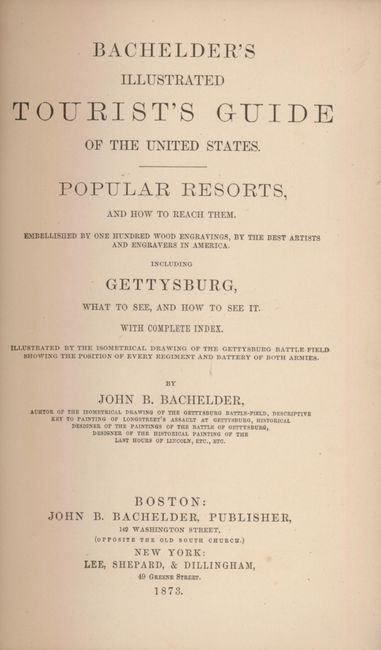 BACHELDER'S
ILLUSTRATED
TOURIST'S GUIDE
OF THE UNITED STATES.
POPULAR RESORTS,
AND HOW TO REACH THEM.
EMBELLISHED BY ONE HUNDRED WOOD ENGRAVINGS, BY THE BEST ARTISTS
AND ENGRAVERS IN AMERICA.
INCLUDING
GETTYSBURG,
WHAT TO SEE, AND HOW TO SEE IT.
WITH COMPLETE INDEX.
ILLUSTRATED BY THE ISOMETRICAL DRAWING OF THE GETTYSBURG BATTLE-FIELD
SHOWING THE POSITION OF EVERY REGIMENT AND BATTERY OF BOTH ARMIES.
BY
JOHN B. BACHELDER,
AUHTOR OF THE ISOMETRICAL DRAWING OF THE GETTYSBURG BATTLE-FIELD, DESCRIPTIVE
KEY TO PAINTING OF LONGSTREET'S ASSAULT AT GETTYSBURG, HISTORICAL
DESIGNER OF THE PAINTINGS OF THE BATTLE OF GETTYSBURG,
DESIGNER OF THE HISTORICAL PAINTING OF THE
LAST HOURS OF LINCOLN, ETC., ETC.
BOSTON:
JOHN B. BACHELDER, PUBLISHER,
149 WASHINGTON STREET,
(OPPOSITE THE OLD SOUTH CHURCH.)
NEW YORK:
LEE, SHEPARD, & DILLINGHAM,
49 GREENE STREET.
1873.